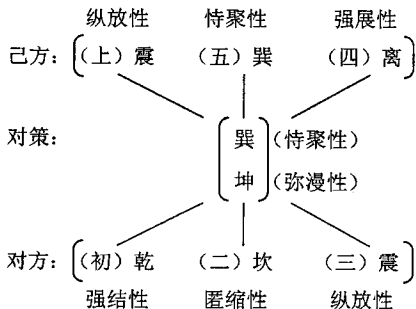 纵放性 恃聚性 强展性
己方：（上）震 （五）巽 （四）离
对策： 巽（恃聚性）
坤（弥漫性）
对方：（初）乾 （二）坎 （三）震
强结性 匿缩性 纵放性